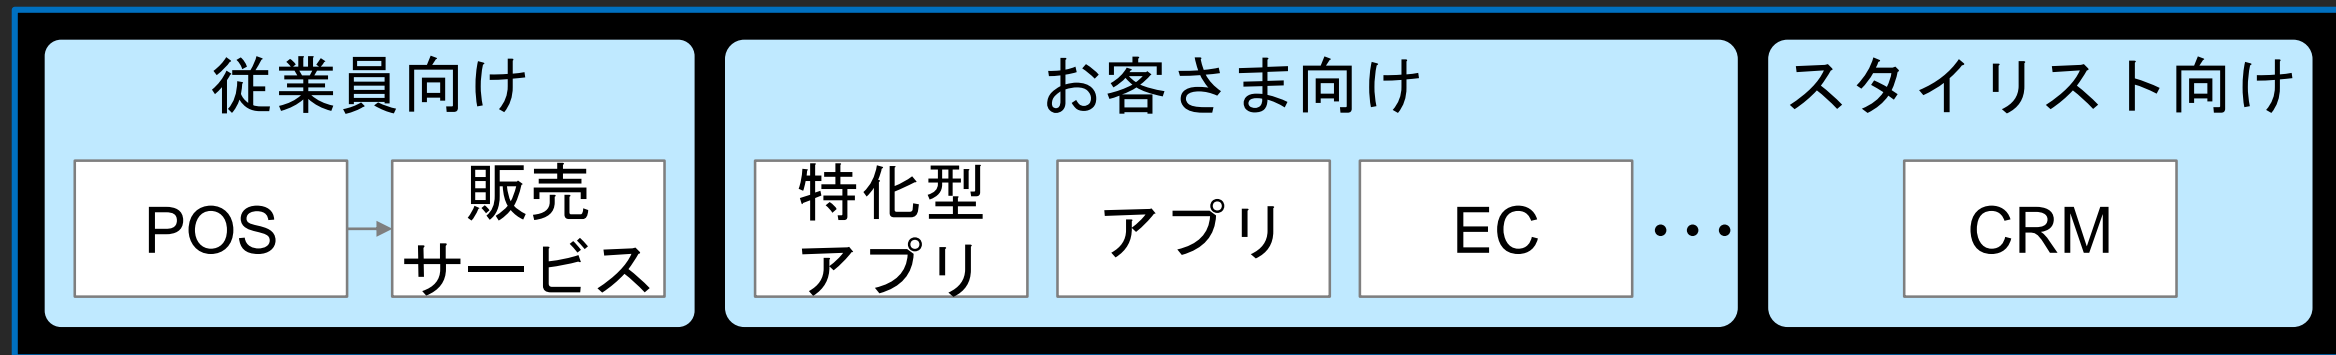 従業員向け
POS
販売
サービス
お客さま向け
特化型
アプリ
アプリ
EC
・・・
スタイリスト向け
CRM